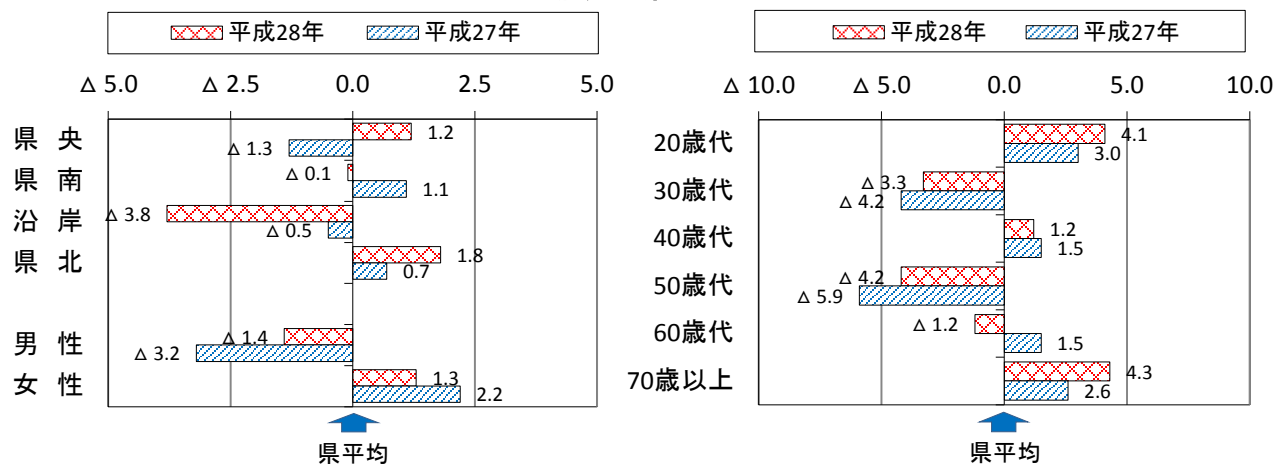 平成28年 平成27年
△ 5.0 △ 2.5 0.0 2.5 5.0
県 央 1.2
△ 1.3
県 南 △ 0.1
1.1
沿 岸 △ 3.8
△ 0.5
県 北 1.8
0.7
男 性 △ 1.4
△ 3.2
女 性 1.3
2.2
県平均
平成28年 平成27年
△ 10.0 △ 5.0 0.0 5.0 10.0
20歳代 4.1
3.0
30歳代 △ 3.3
△ 4.2
40歳代 1.2
1.5
50歳代 △ 4.2
△ 5.9
60歳代 △ 1.2
1.5
70歳以上 4.3
2.6
県平均